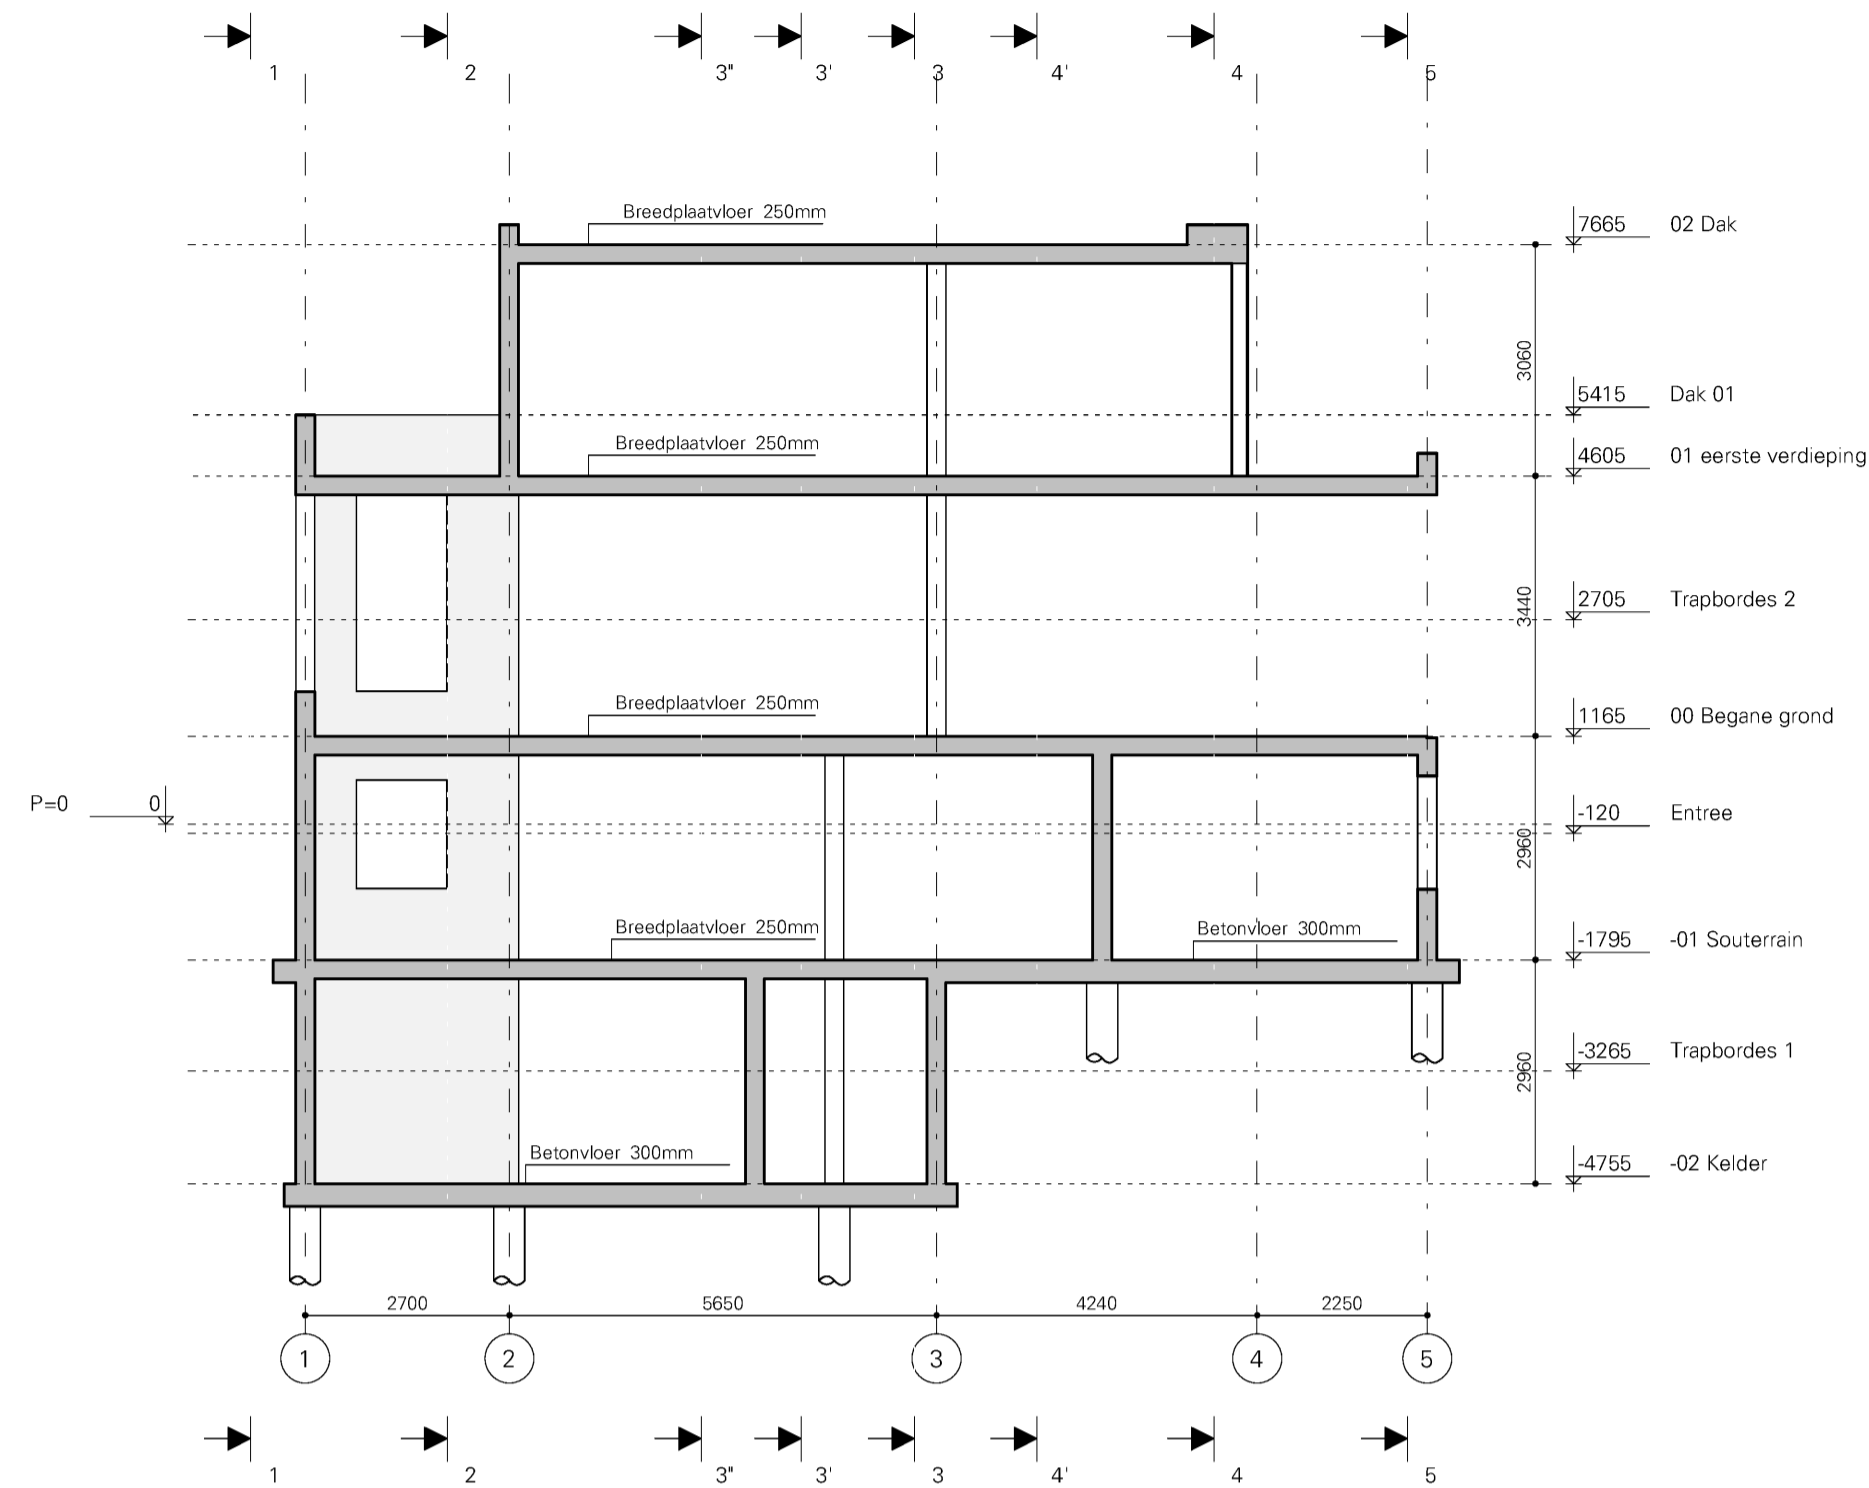 1 2 3" 3' 3 4' 4 5
Breedplaatvloer 250mm
7665 02 Dak
3060
5415 Dak 01
Breedplaatvloer 250mm
4605 01 eerste verdieping
3440
2705 Trapbordes 2
Breedplaatvloer 250mm
1165 00 Begane grond
P=0 0
-120 Entree
2960
Breedplaatvloer 250mm
Betonvloer 300mm
-1795 -01 Souterrain
-3265 Trapbordes 1
2960
Betonvloer 300mm
-4755 -02 Kelder
2700 5650 4240 2250
1 2 3 4 5
1 2 3" 3' 3 4' 4 5